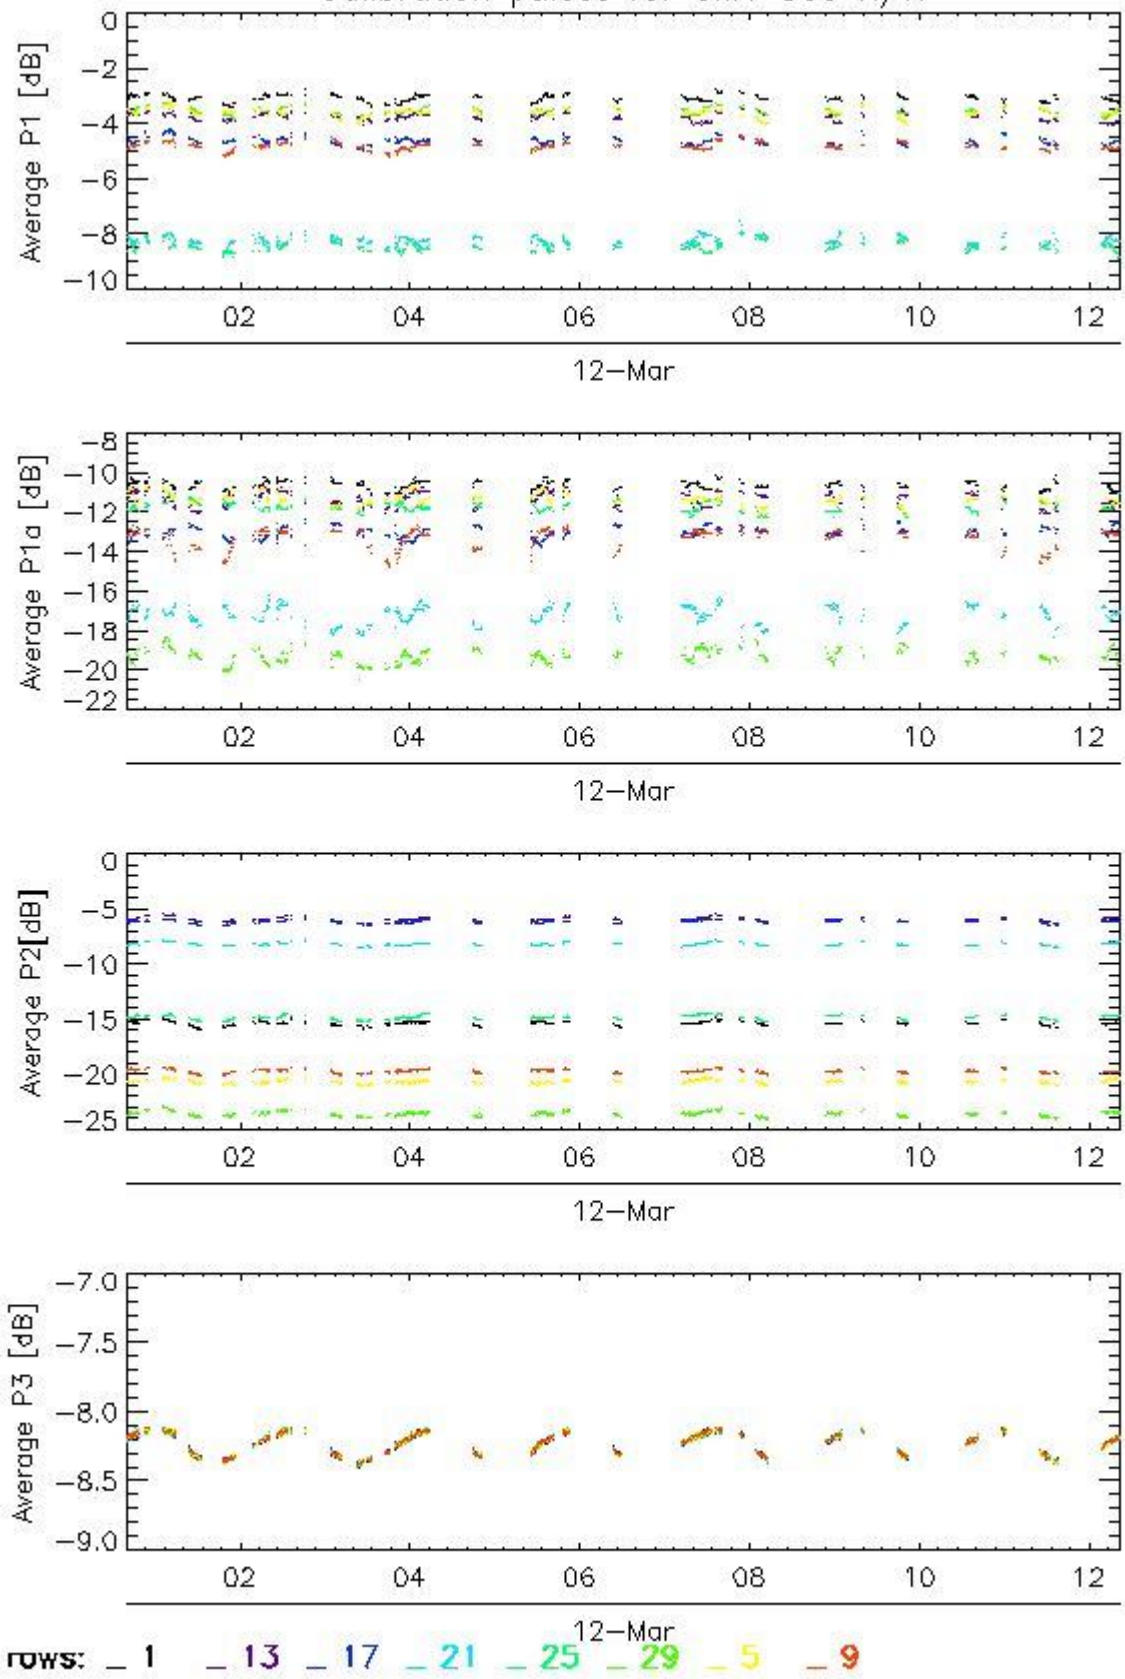 0
−2
−4
−6
−8
−10
Average P1 [dB]
02 04 06 08 10 12
12−Mar
−8
−10
−12
−14
−16
−18
−20
−22
Average P1a [dB]
02 04 06 08 10 12
12−Mar
0
−5
−10
−15
−20
−25
Average P2[dB]
02 04 06 08 10 12
12−Mar
−7.0
−7.5
−8.0
−8.5
−9.0
Average P3 [dB]
02 04 06 08 10 12
12−Mar
rows: _ 1 _ 13 _ 17 _ 21 _ 25 _ 29 _ 5 _ 9